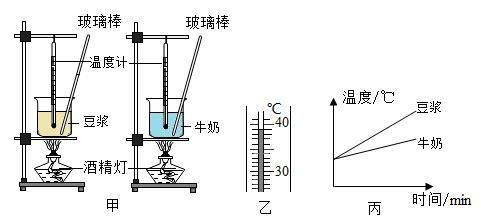 玻璃棒
玻璃棒
温度计
豆浆
牛奶
酒精灯
甲
℃
40
30
乙
温度/℃
豆浆
牛奶
时间/min
丙